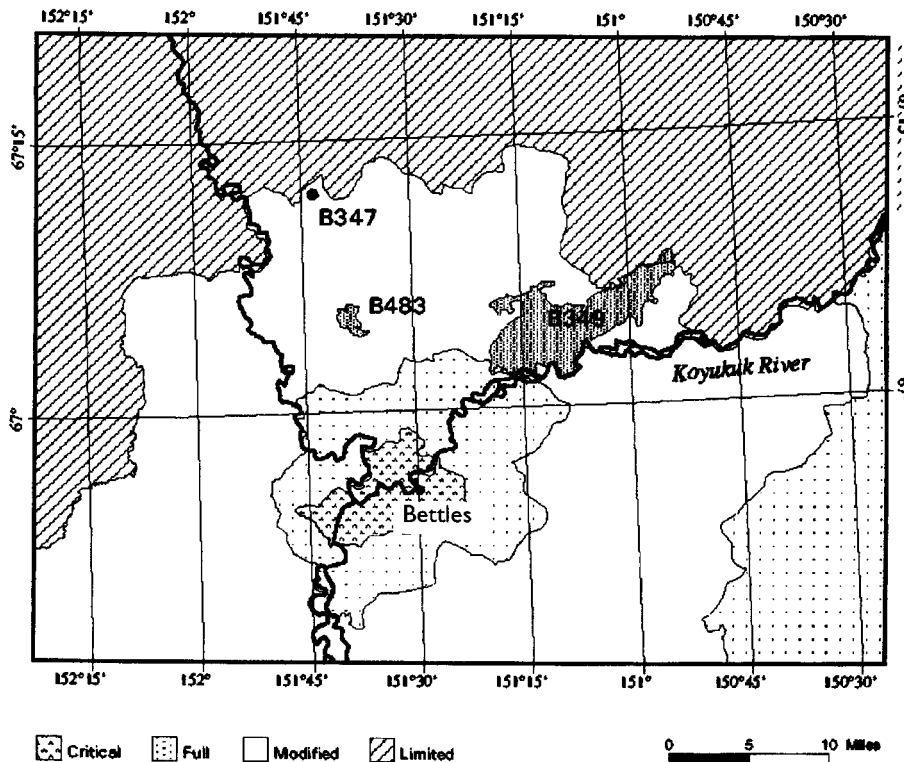 152°15' 152° 151°45' 151°30' 151°15' 151° 150°45' 150°30'
67°15'
B347
B483
B349
Koyukuk River
67°
Bettles
152°15' 152° 151°45' 151°30' 151°15' 151° 150°45' 150°30'
Critical Full Modified Limited
0 5 10 Miles